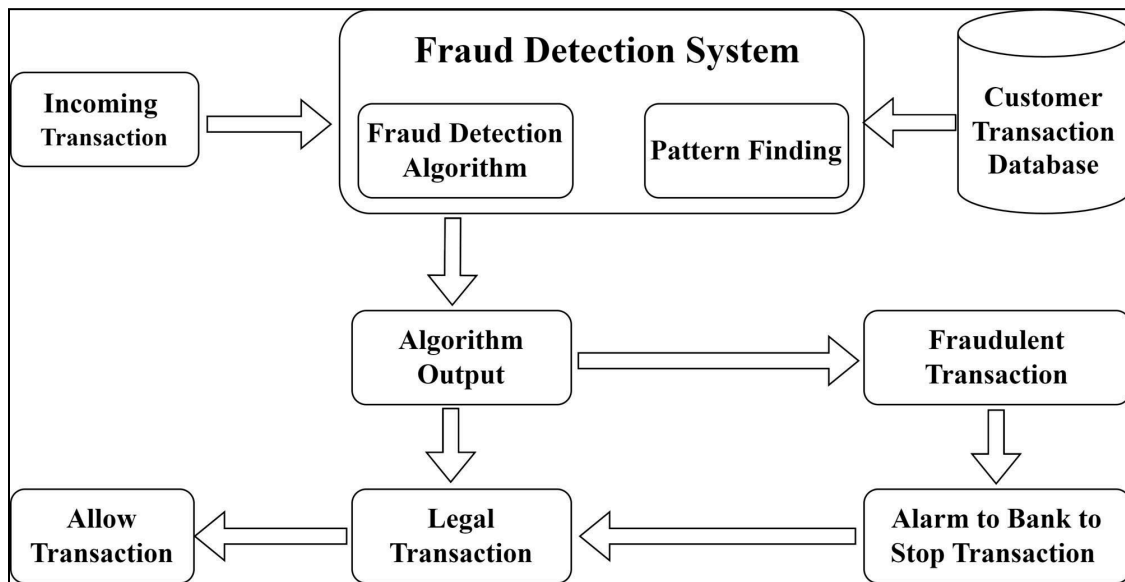 Fraud Detection System
Incoming
Transaction
Fraud Detection
Algorithm
Pattern Finding
Customer
Transaction
Database
Algorithm
Output
Fraudulent
Transaction
Allow
Transaction
Legal
Transaction
Alarm to Bank to
Stop Transaction